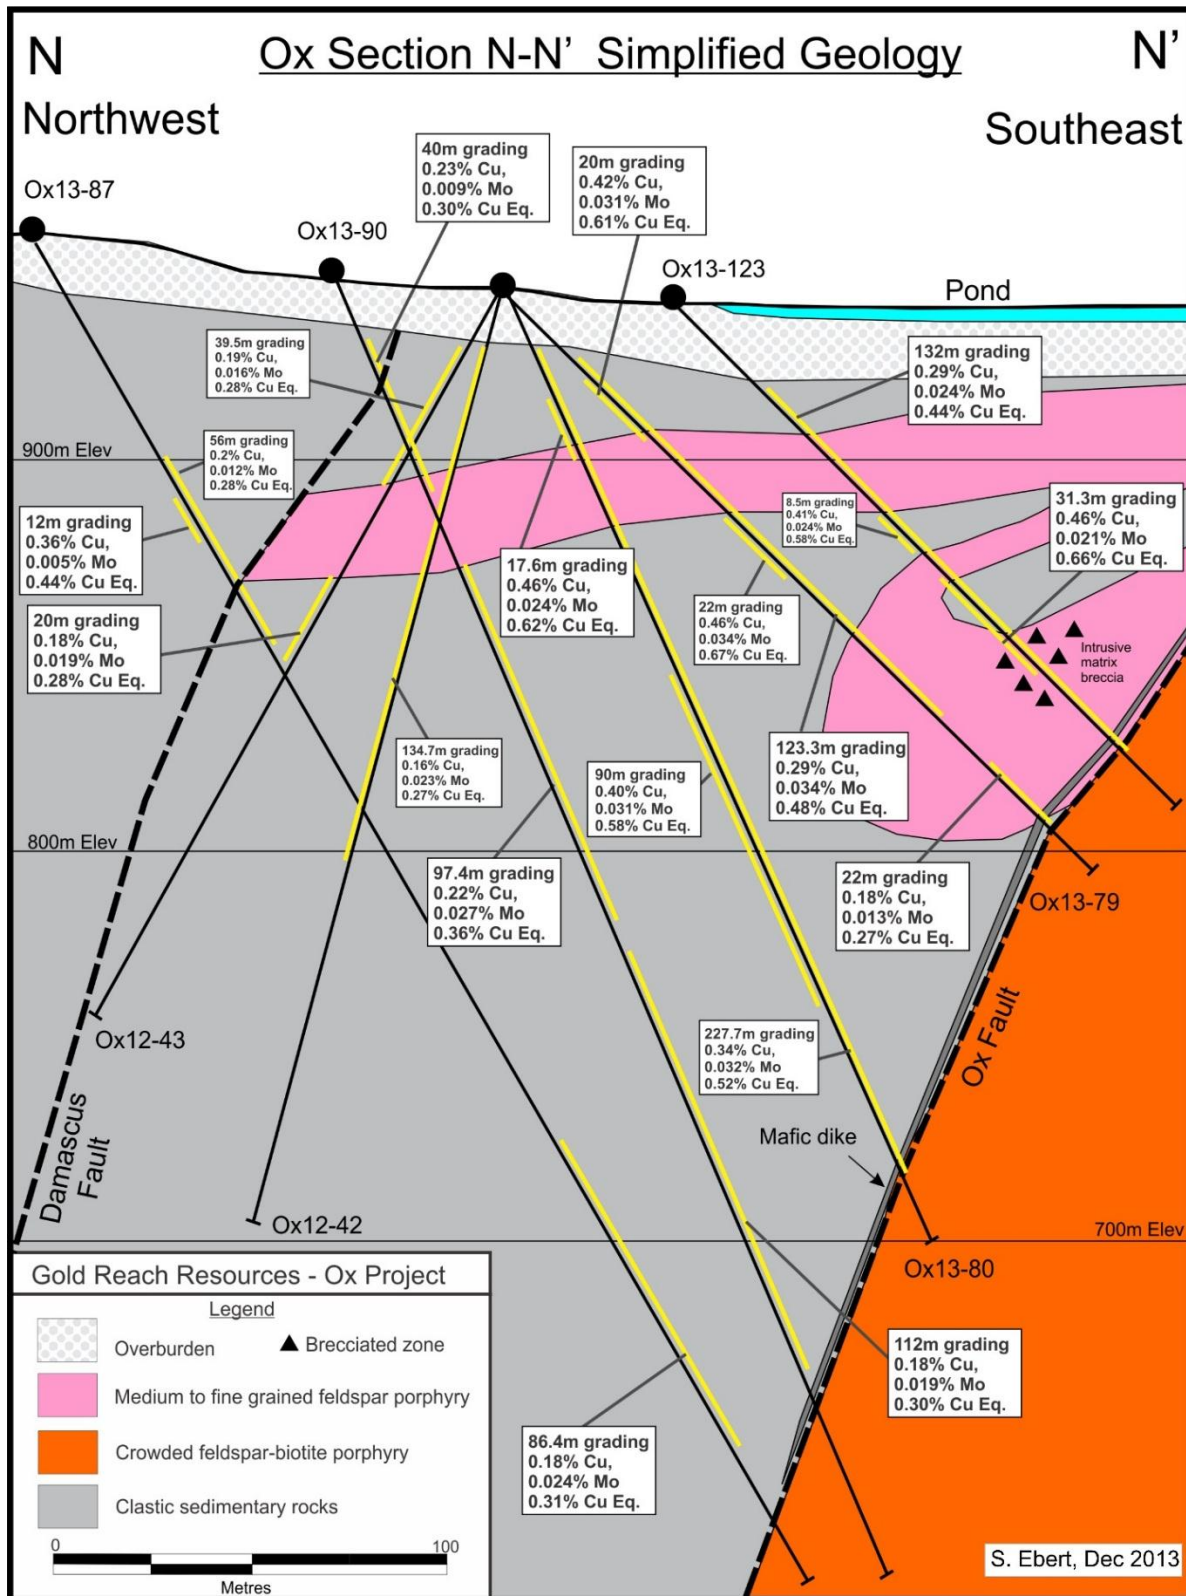 N
Ox Section N-N' Simplified Geology
N'
Northwest
Southeast
40m grading
0.23% Cu,
0.009% Mo
0.30% Cu Eq.
20m grading
0.42% Cu,
0.031% Mo
0.61% Cu Eq.
Ox13-87
Ox13-90
Ox13-123
Pond
39.5m grading
0.19% Cu,
0.016% Mo
0.28% Cu Eq.
132m grading
0.29% Cu,
0.024% Mo
0.44% Cu Eq.
900m Elev
56m grading
0.2% Cu,
0.012% Mo
0.28% Cu Eq.
12m grading
0.36% Cu,
0.005% Mo
0.44% Cu Eq.
8.5m grading
0.41% Cu,
0.024% Mo
0.58% Cu Eq.
31.3m grading
0.46% Cu,
0.021% Mo
0.66% Cu Eq.
17.6m grading
0.46% Cu,
0.024% Mo
0.62% Cu Eq.
20m grading
0.18% Cu,
0.019% Mo
0.28% Cu Eq.
22m grading
0.46% Cu,
0.034% Mo
0.67% Cu Eq.
Intrusive
matrix
breccia
134.7m grading
0.16% Cu,
0.023% Mo
0.27% Cu Eq.
90m grading
0.40% Cu,
0.031% Mo
0.58% Cu Eq.
123.3m grading
0.29% Cu,
0.034% Mo
0.48% Cu Eq.
800m Elev
97.4m grading
0.22% Cu,
0.027% Mo
0.36% Cu Eq.
22m grading
0.18% Cu,
0.013% Mo
0.27% Cu Eq.
Ox13-79
Ox12-43
227.7m grading
0.34% Cu,
0.032% Mo
0.52% Cu Eq.
Ox Fault
Damascus
Fault
Mafic dike
Ox12-42
700m Elev
Ox13-80
Gold Reach Resources - Ox Project
Legend
Overburden
Brecciated zone
Medium to fine grained feldspar porphyry
Crowded feldspar-biotite porphyry
Clastic sedimentary rocks
0
100
Metres
112m grading
0.18% Cu,
0.019% Mo
0.30% Cu Eq.
86.4m grading
0.18% Cu,
0.024% Mo
0.31% Cu Eq.
S. Ebert, Dec 2013